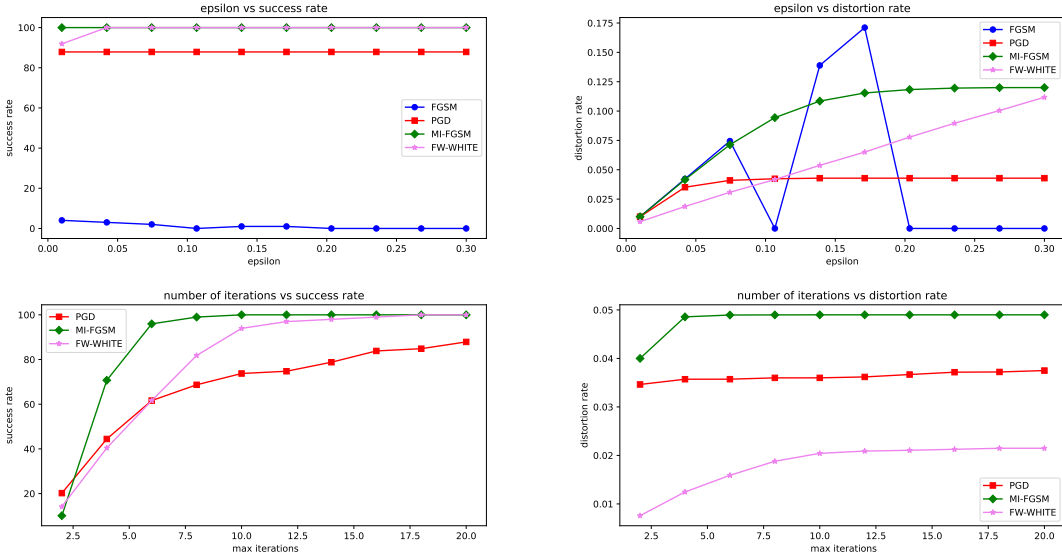 epsilon vs success rate
100
80
60
40
20
0
success rate
FGSM
PGD
MI-FGSM
FW-WHITE
0.00 0.05 0.10 0.15 0.20 0.25 0.30
epsilon
epsilon vs distortion rate
0.175
0.150
0.125
0.100
0.075
0.050
0.025
0.000
distortion rate
FGSM
PGD
MI-FGSM
FW-WHITE
0.00 0.05 0.10 0.15 0.20 0.25 0.30
epsilon
number of iterations vs success rate
100
80
60
40
20
success rate
PGD
MI-FGSM
FW-WHITE
2.5 5.0 7.5 10.0 12.5 15.0 17.5 20.0
max iterations
number of iterations vs distortion rate
0.05
0.04
0.03
0.02
0.01
distortion rate
PGD
MI-FGSM
FW-WHITE
2.5 5.0 7.5 10.0 12.5 15.0 17.5 20.0
max iterations